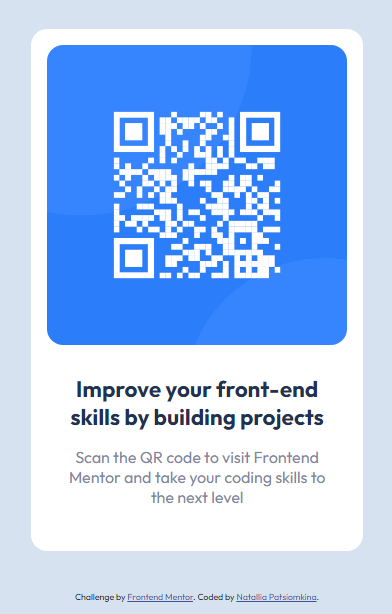 Improve your front-end
skills by building projects
Scan the QR code to visit Frontend
Mentor and take your coding skills to
the next level
Challenge by Frontend Mentor. Coded by Natallia Patsiomkina.